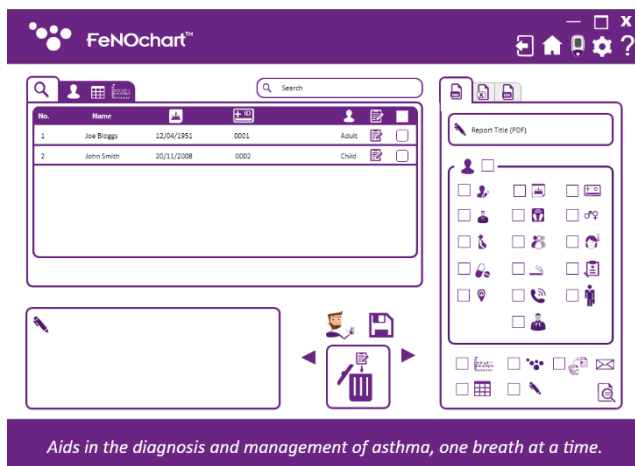 FeNOchart™
X
?
Search
No. Name ID
1 Joe Bloggs 12/04/1951 0001 Adult
2 John Smith 20/11/2008 0002 Child
Report Title (PDF)
Aids in the diagnosis and management of asthma, one breath at a time.